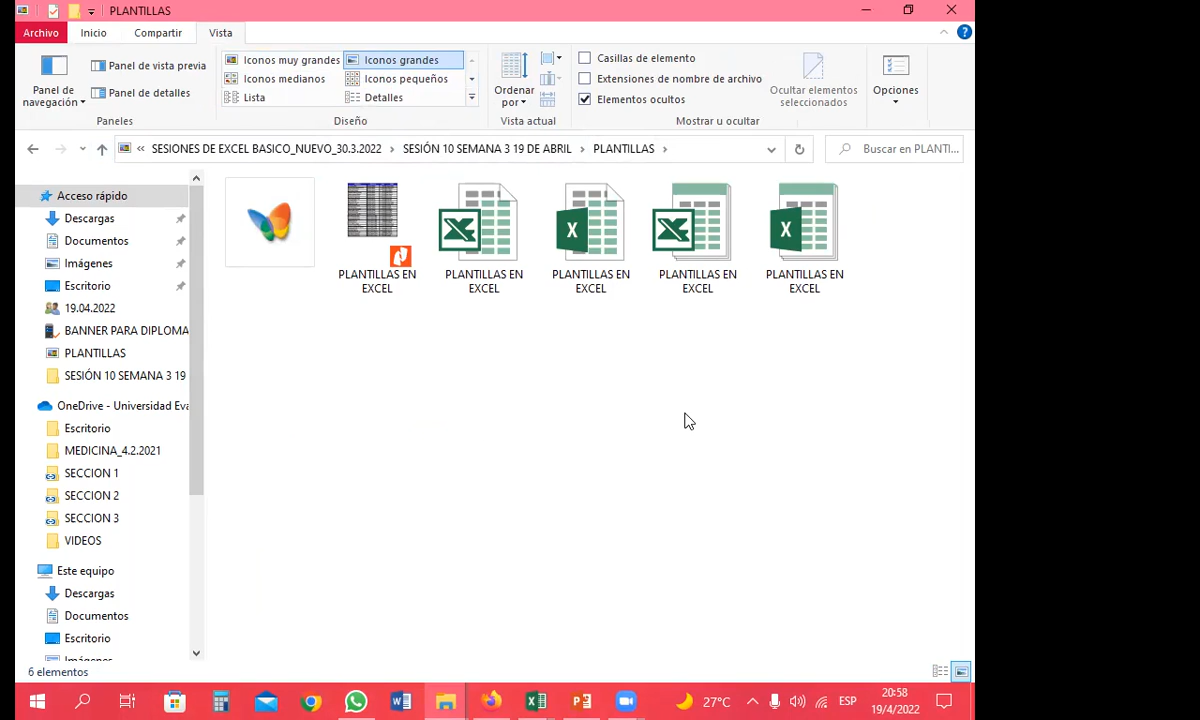 PLANTILLAS
Archivo Inicio Compartir Vista
Panel de navegación
Panel de vista previa
Panel de detalles
Paneles
Iconos muy grandes Iconos grandes
Iconos medianos Iconos pequeños
Lista Detalles
Diseño
Ordenar por
Vista actual
Casillas de elemento
Extensiones de nombre de archivo
Elementos ocultos
Ocultar elementos seleccionados
Mostrar u ocultar
Opciones
« SESIONES DE EXCEL BASICO_NUEVO_30.3.2022 > SESIÓN 10 SEMANA 3 19 DE ABRIL > PLANTILLAS >
Buscar en PLANTI...
Acceso rápido
Descargas
Documentos
Imágenes
Escritorio
19.04.2022
BANNER PARA DIPLOMA
PLANTILLAS
SESIÓN 10 SEMANA 3 19
OneDrive - Universidad Eva
Escritorio
MEDICINA_4.2.2021
SECCION 1
SECCION 2
SECCION 3
VIDEOS
Este equipo
Descargas
Documentos
Escritorio
Imágenes
PLANTILLAS EN EXCEL
PLANTILLAS EN EXCEL
PLANTILLAS EN EXCEL
PLANTILLAS EN EXCEL
PLANTILLAS EN EXCEL
6 elementos
27°C
ESP
20:58
19/4/2022